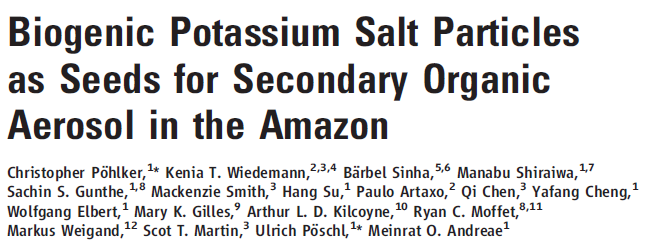 Biogenic Potassium Salt Particles
as Seeds for Secondary Organic
Aerosol in the Amazon
Christopher Pöhlker,¹* Kenia T. Wiedemann,²,³,⁴ Bärbel Sinha,⁵,⁶ Manabu Shiraiwa,¹,⁷
Sachin S. Gunthe,¹,⁸ Mackenzie Smith,³ Hang Su,¹ Paulo Artaxo,² Qi Chen,³ Yafang Cheng,¹
Wolfgang Elbert,¹ Mary K. Gilles,⁹ Arthur L. D. Kilcoyne,¹⁰ Ryan C. Moffet,⁸,¹¹
Markus Weigand,¹² Scot T. Martin,³ Ulrich Pöschl,¹* Meinrat O. Andreae¹